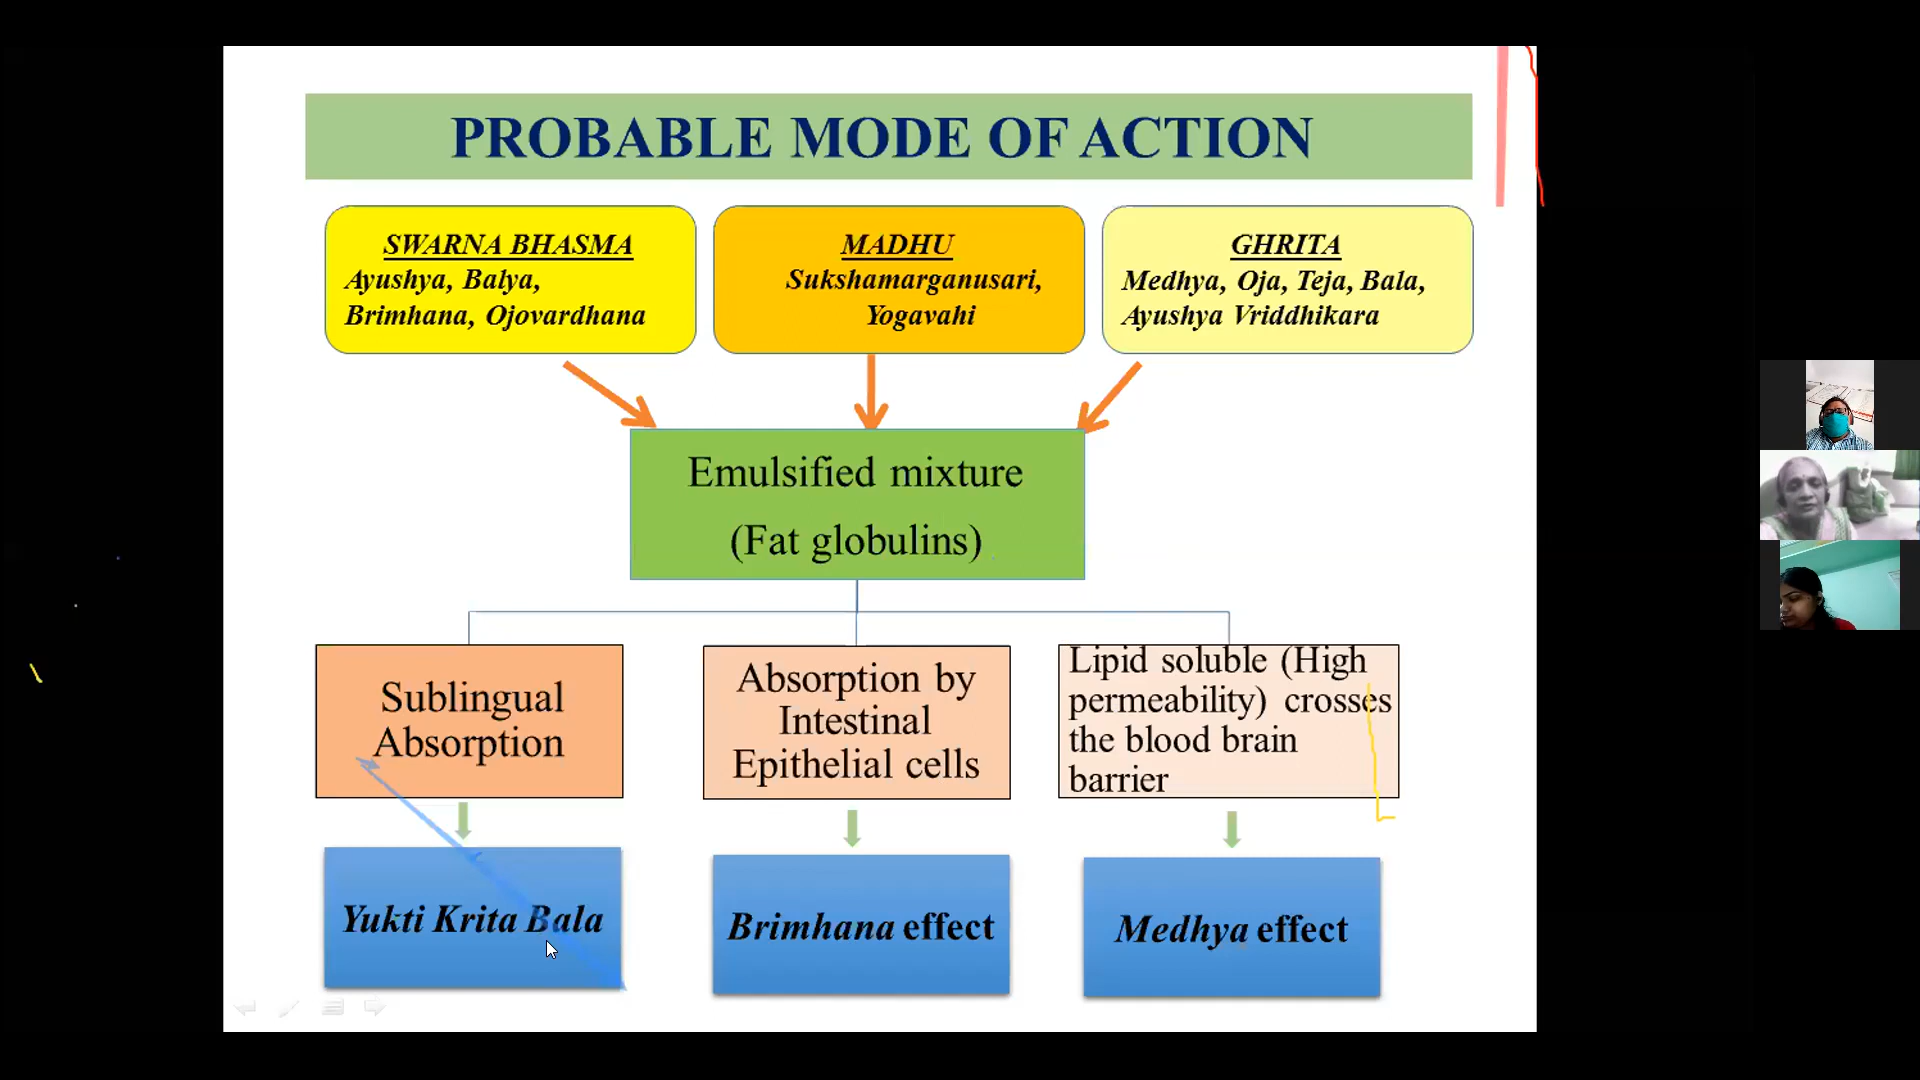 PROBABLE MODE OF ACTION
SWARNA BHASMA
Ayushya, Balya,
Brimhana, Ojovardhana
MADHU
Sukshamarganusari,
Yogavahi
GHRITA
Medhya, Oja, Teja, Bala,
Ayushya Vriddhikara
Emulsified mixture
(Fat globulins)
Sublingual
Absorption
Absorption by
Intestinal
Epithelial cells
Lipid soluble (High
permeability) crosses
the blood brain
barrier
Yukti Krita Bala
Brimhana effect
Medhya effect